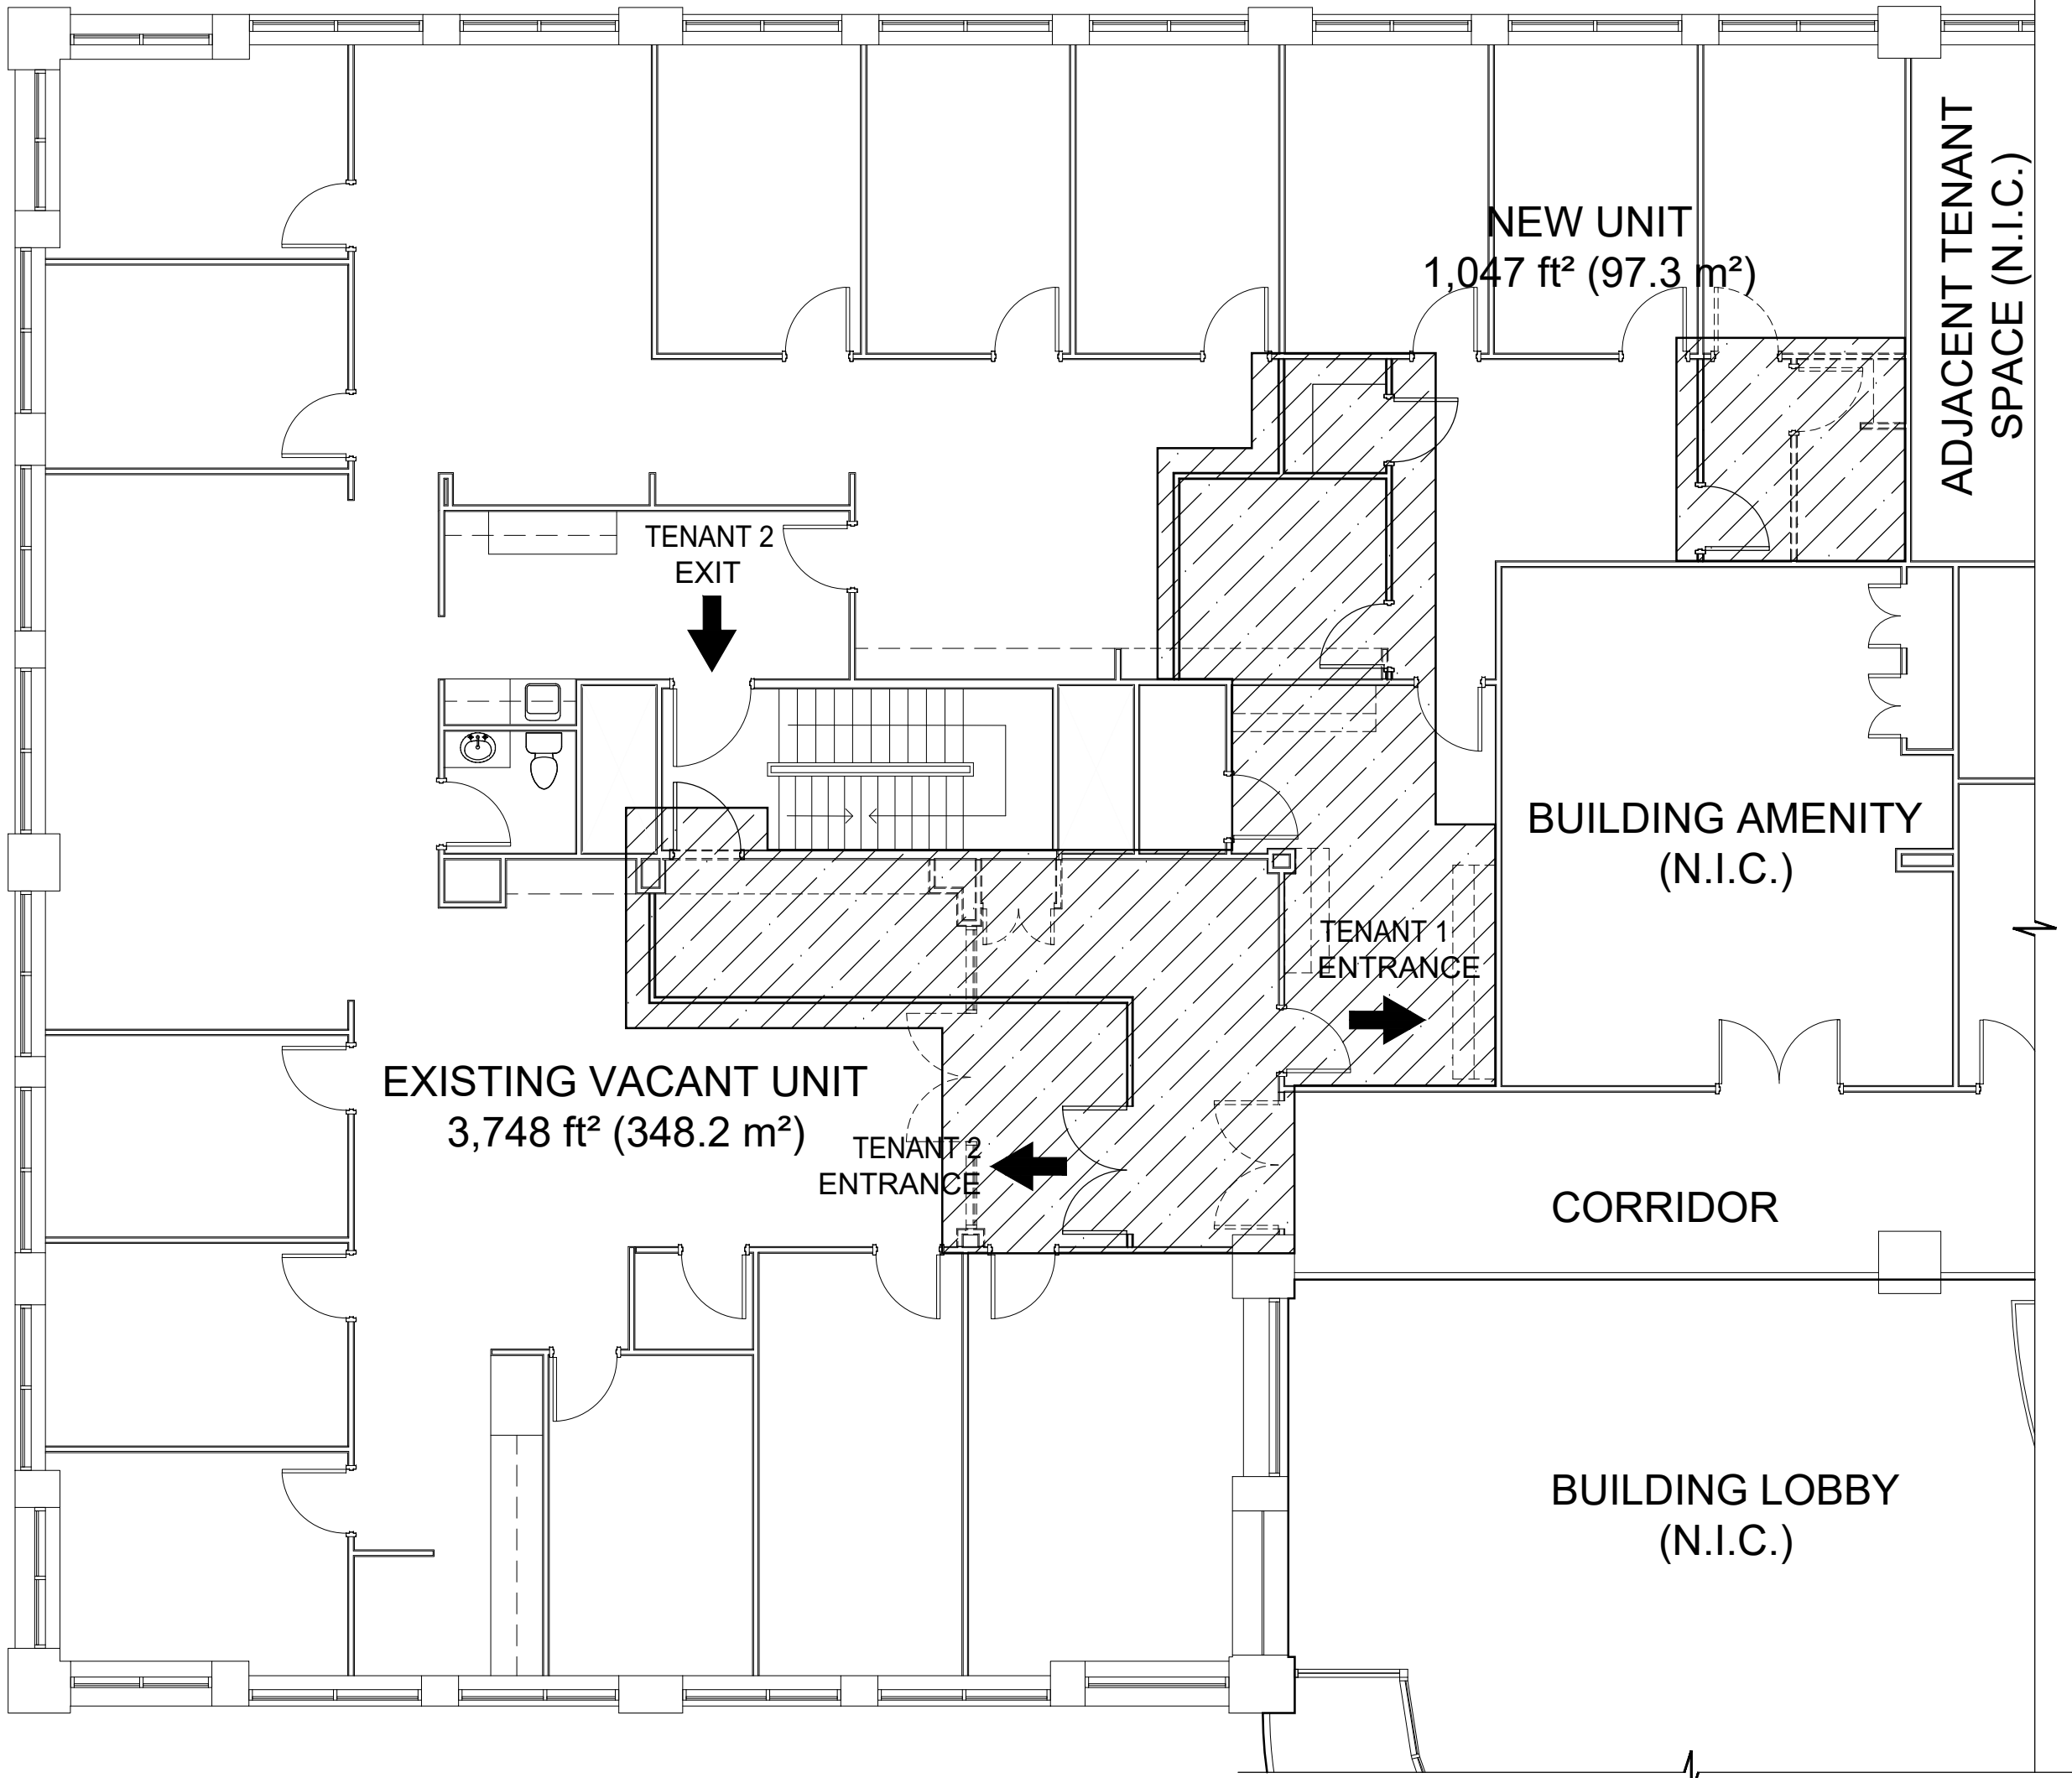 NEW UNIT
1,047 ft² (97.3 m²)
ADJACENT TENANT
SPACE (N.I.C.)
TENANT 2
EXIT
BUILDING AMENITY
(N.I.C.)
TENANT 1
ENTRANCE
EXISTING VACANT UNIT
3,748 ft² (348.2 m²)
TENANT 2
ENTRANCE
CORRIDOR
BUILDING LOBBY
(N.I.C.)